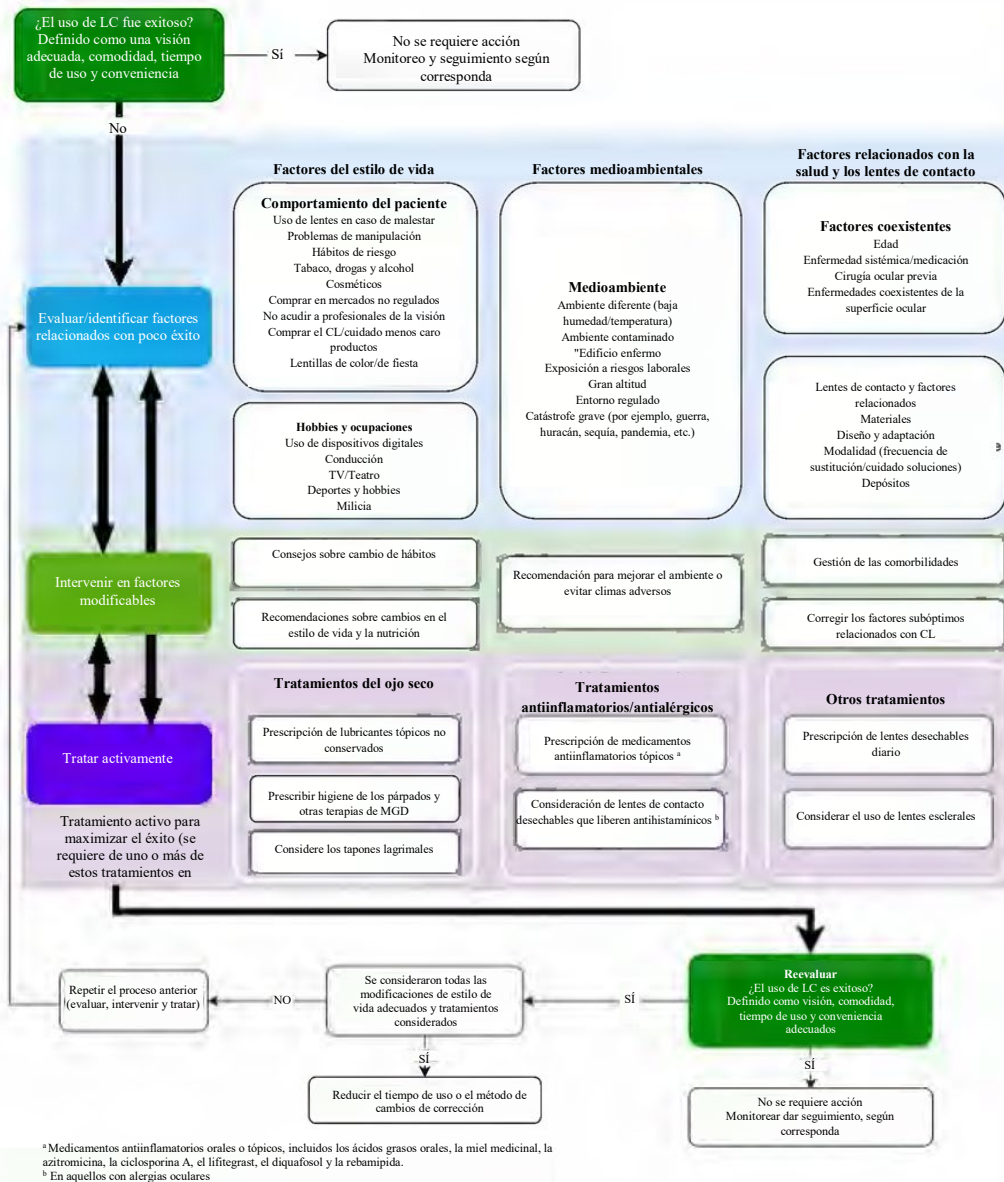 ¿El uso de LC fue exitoso?
Definido como una visión
adecuada, comodidad, tiempo
de uso y conveniencia
Sí
No se requiere acción
Monitoreo y seguimiento según
corresponda
No
Factores del estilo de vida
Factores medioambientales
Factores relacionados con la
salud y los lentes de contacto
Evaluar/identificar factores
relacionados con poco éxito
Comportamiento del paciente
Uso de lentes en caso de malestar
Problemas de manipulación
Hábitos de riesgo
Tabaco, drogas y alcohol
Cosméticos
Comprar en mercados no regulados
No acudir a profesionales de la visión
Comprar el CL/cuidado menos caro
productos
Lentillas de color/de fiesta
Hobbies y ocupaciones
Uso de dispositivos digitales
Conducción
TV/Teatro
Deportes y hobbies
Milicia
Medioambiente
Ambiente diferente (baja
humedad/temperatura)
Ambiente contaminado
"Edificio enfermo
Exposición a riesgos laborales
Gran altitud
Entorno regulado
Catástrofe grave (por ejemplo, guerra,
huracán, sequía, pandemia, etc.)
Factores coexistentes
Edad
Enfermedad sistémica/medicación
Cirugía ocular previa
Enfermedades coexistentes de la
superficie ocular
Lentes de contacto y factores
relacionados
Materiales
Diseño y adaptación
Modalidad (frecuencia de
sustitución/cuidado soluciones)
Depósitos
Intervenir en factores
modificables
Consejos sobre cambio de hábitos
Recomendaciones sobre cambios en el
estilo de vida y la nutrición
Recomendación para mejorar el ambiente o
evitar climas adversos
Gestión de las comorbilidades
Corregir los factores subóptimos
relacionados con CL
Tratar activamente
Tratamiento activo para
maximizar el éxito (se
requiere de uno o más de
estos tratamientos en
Tratamientos del ojo seco
Prescripción de lubricantes tópicos no
conservados
Prescribir higiene de los párpados y
otras terapias de MGD
Considere los tapones lagrimales
Tratamientos
antiinflamatorios/antialérgicos
Prescripción de medicamentos
antiinflamatorios tópicos a
Consideración de lentes de contacto
desechables que liberen antihistamínicos b
Otros tratamientos
Prescripción de lentes desechables
diario
Considerar el uso de lentes esclerales
Reevaluar
¿El uso de LC es exitoso?
Definido como visión, comodidad,
tiempo de uso y conveniencia
adecuados
SÍ
Se consideraron todas las
modificaciones de estilo de
vida adecuados y tratamientos
considerados
NO
Repetir el proceso anterior
(evaluar, intervenir y tratar)
SÍ
Reducir el tiempo de uso o el método de
cambios de corrección
SÍ
No se requiere acción
Monitorear dar seguimiento, según
corresponda
a Medicamentos antiinflamatorios orales o tópicos, incluidos los ácidos grasos orales, la miel medicinal, la
azitromicina, la ciclosporina A, el lifitegrast, el diquafosol y la rebamipida.
b En aquellos con alergias oculares